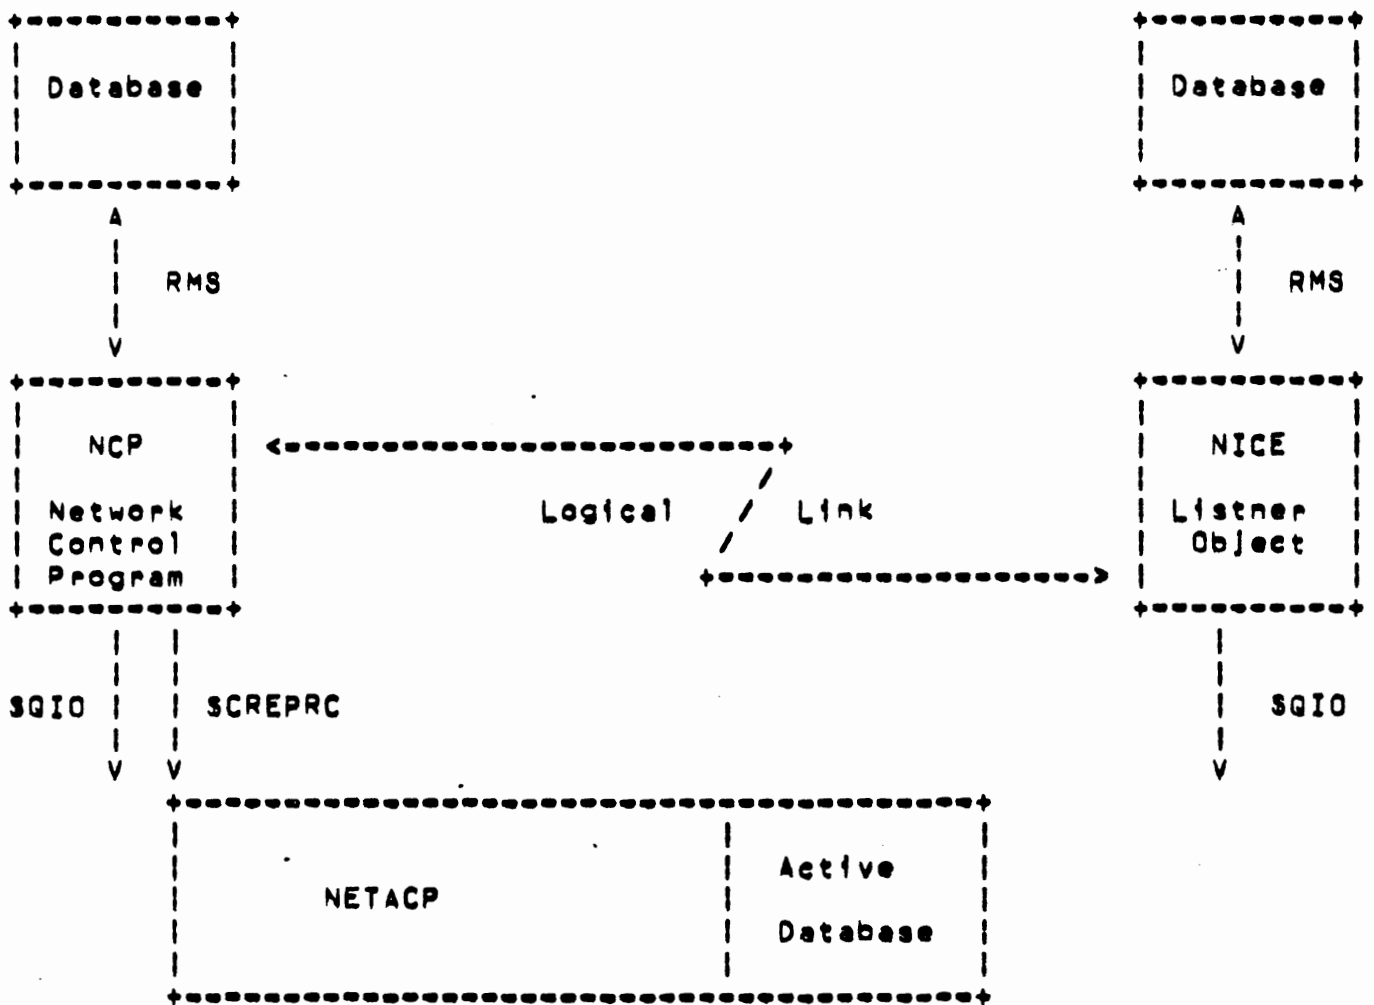 Database
Database
RMS
RMS
NCP
Network
Control
Program
Logical Link
NICE
Listner
Object
$QIO
$CREPRC
$QIO
NETACP
Active
Database